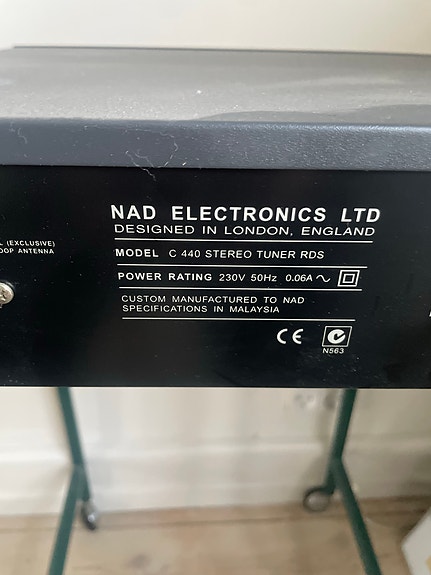 NAD ELECTRONICS LTD
DESIGNED IN LONDON, ENGLAND
MODEL C 440 STEREO TUNER RDS
POWER RATING 230V 50Hz 0.06A ~
CUSTOM MANUFACTURED TO NAD
SPECIFICATIONS IN MALAYSIA
CE
N563
(EXCLUSIVE)
OOP ANTENNA